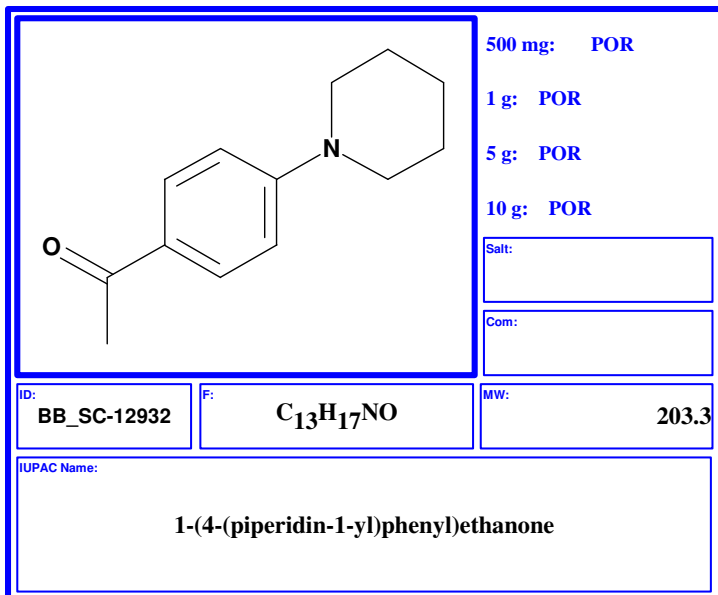 N
O
500 mg: POR
1 g: POR
5 g: POR
10 g: POR
Salt:
Com:
ID:
BB_SC-12932
F:
C13H17NO
MW:
203.3
IUPAC Name:
1-(4-(piperidin-1-yl)phenyl)ethanone